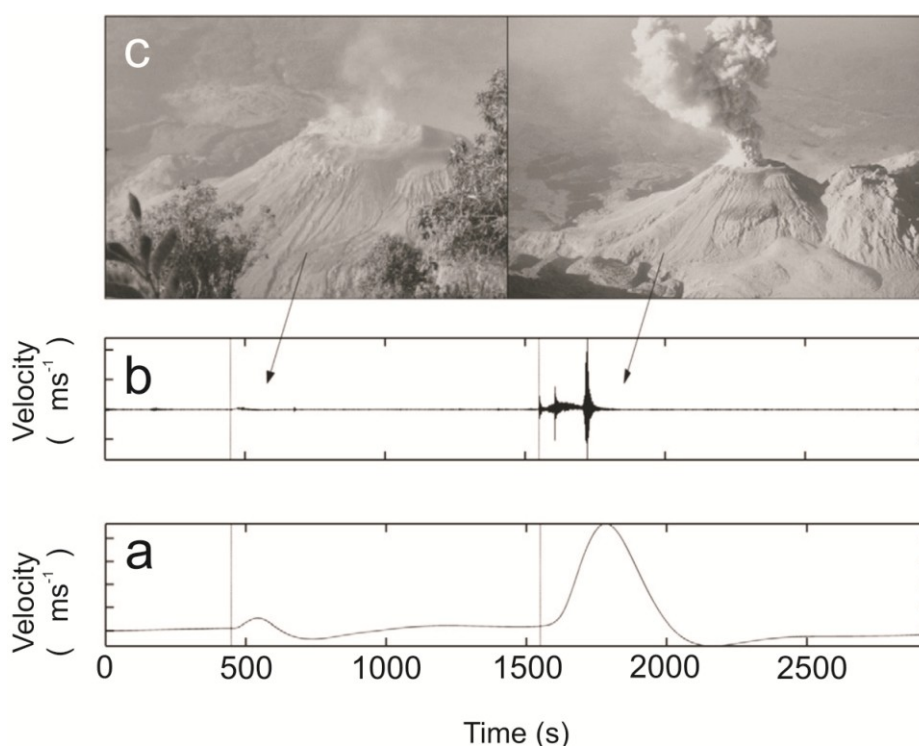 c
b
Velocity
( ms⁻¹ )
a
Velocity
( ms⁻¹ )
0 500 1000 1500 2000 2500
Time (s)